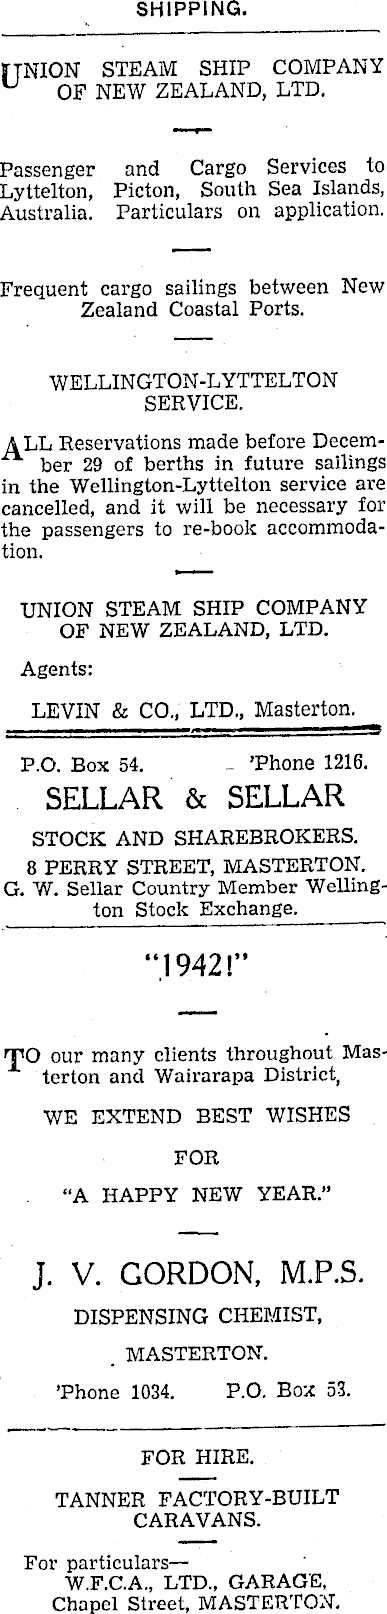 SHIPPING.
UNION STEAM SHIP COMPANY
OF NEW ZEALAND, LTD.
Passenger and Cargo Services to
Lyttelton, Picton, South Sea Islands,
Australia. Particulars on application.
Frequent cargo sailings between New
Zealand Coastal Ports.
WELLINGTON-LYTTELTON
SERVICE.
ALL Reservations made before Decem-
ber 29 of berths in future sailings
in the Wellington-Lyttelton service are
cancelled, and it will be necessary for
the passengers to re-book accommoda-
tion.
UNION STEAM SHIP COMPANY
OF NEW ZEALAND, LTD.
Agents:
LEVIN & CO., LTD., Masterton.
P.O. Box 54. 'Phone 1216.
SELLAR & SELLAR
STOCK AND SHAREBROKERS.
8 PERRY STREET, MASTERTON.
G. W. Sellar Country Member Welling-
ton Stock Exchange.
"1942!"
TO our many clients throughout Mas-
terton and Wairarapa District,
WE EXTEND BEST WISHES
FOR
"A HAPPY NEW YEAR."
J. V. GORDON, M.P.S.
DISPENSING CHEMIST,
MASTERTON.
'Phone 1034. P.O. Box 53.
FOR HIRE.
TANNER FACTORY-BUILT
CARAVANS.
For particulars—
W.F.C.A., LTD., GARAGE,
Chapel Street, MASTERTON.